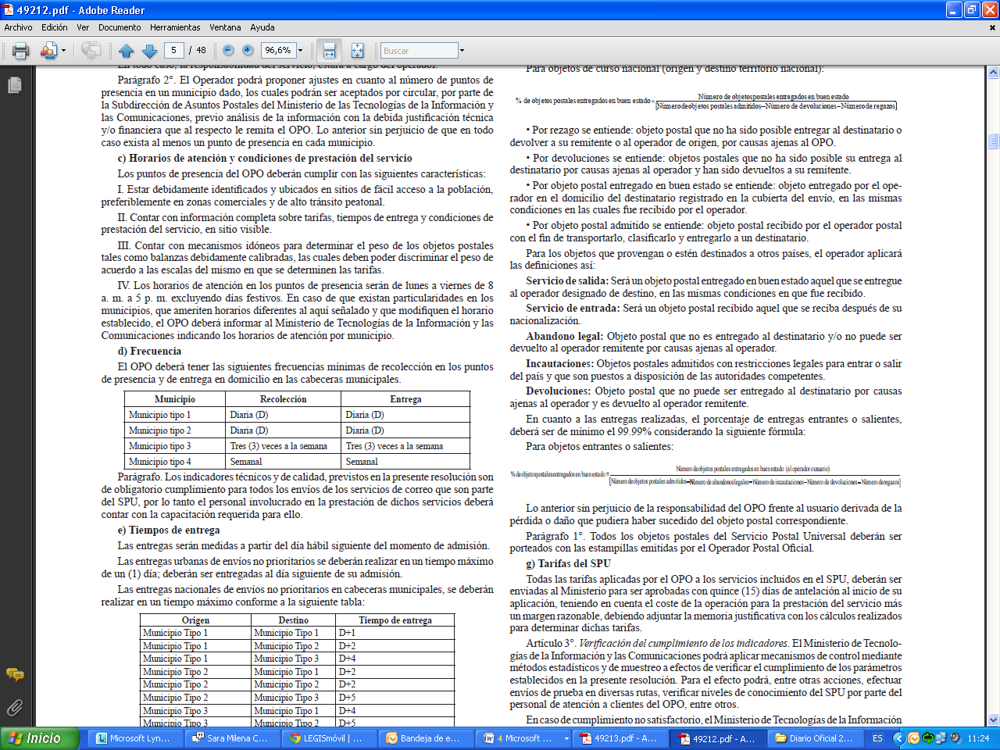 49212.pdf - Adobe Reader
Archivo Edición Ver Documento Herramientas Ventana Ayuda
5 / 48 96,6% Buscar
En todo caso, la responsabilidad del servicio, estará a cargo del operador.
Parágrafo 2°. El Operador podrá proponer ajustes en cuanto al número de puntos de
presencia en un municipio dado, los cuales podrán ser aceptados por circular, por parte de
la Subdirección de Asuntos Postales del Ministerio de las Tecnologías de la Información y
las Comunicaciones, previo análisis de la información con la debida justificación técnica
y/o financiera que al respecto le remita el OPO. Lo anterior sin perjuicio de que en todo
caso exista al menos un punto de presencia en cada municipio.
c) Horarios de atención y condiciones de prestación del servicio
Los puntos de presencia del OPO deberán cumplir con las siguientes características:
I. Estar debidamente identificados y ubicados en sitios de fácil acceso a la población,
preferiblemente en zonas comerciales y de alto tránsito peatonal.
II. Contar con información completa sobre tarifas, tiempos de entrega y condiciones de
prestación del servicio, en sitio visible.
III. Contar con mecanismos idóneos para determinar el peso de los objetos postales
tales como balanzas debidamente calibradas, las cuales deben poder discriminar el peso de
acuerdo a las escalas del mismo en que se determinen las tarifas.
IV. Los horarios de atención en los puntos de presencia serán de lunes a viernes de 8
a. m. a 5 p. m. excluyendo días festivos. En caso de que existan particularidades en los
municipios, que ameriten horarios diferentes al aquí señalado y que modifiquen el horario
establecido, el OPO deberá informar al Ministerio de Tecnologías de la Información y las
Comunicaciones indicando los horarios de atención por municipio.
d) Frecuencia
El OPO deberá tener las siguientes frecuencias mínimas de recolección en los puntos
de presencia y de entrega en domicilio en las cabeceras municipales.
Municipio Recolección Entrega
Municipio tipo 1 Diaria (D) Diaria (D)
Municipio tipo 2 Diaria (D) Diaria (D)
Municipio tipo 3 Tres (3) veces a la semana Tres (3) veces a la semana
Municipio tipo 4 Semanal Semanal
Parágrafo. Los indicadores técnicos y de calidad, previstos en la presente resolución son
de obligatorio cumplimiento para todos los envíos de los servicios de correo que son parte
del SPU, por lo tanto el personal involucrado en la prestación de dichos servicios deberá
contar con la capacitación requerida para ello.
e) Tiempos de entrega
Las entregas serán medidas a partir del día hábil siguiente del momento de admisión.
Las entregas urbanas de envíos no prioritarios se deberán realizar en un tiempo máximo
de un (1) día; deberán ser entregadas al día siguiente de su admisión.
Las entregas nacionales de envíos no prioritarios en cabeceras municipales, se deberán
realizar en un tiempo máximo conforme a la siguiente tabla:
Origen Destino Tiempo de entrega
Municipio Tipo 1 Municipio Tipo 1 D+1
Municipio Tipo 1 Municipio Tipo 2 D+2
Municipio Tipo 1 Municipio Tipo 3 D+4
Municipio Tipo 2 Municipio Tipo 1 D+2
Municipio Tipo 2 Municipio Tipo 2 D+2
Municipio Tipo 2 Municipio Tipo 3 D+5
Municipio Tipo 3 Municipio Tipo 1 D+4
Municipio Tipo 3 Municipio Tipo 2 D+5
Para objetos de curso nacional (origen y destino territorio nacional):
% de objetos postales entregados en buen estado = Número de objetos postales entregados en buen estado
[Número de objetos postales admitidos – Número de devoluciones – Número de regazos]
• Por rezago se entiende: objeto postal que no ha sido posible entregar al destinatario o
devolver a su remitente o al operador de origen, por causas ajenas al OPO.
• Por devoluciones se entiende: objetos postales que no ha sido posible su entrega al
destinatario por causas ajenas al operador y han sido devueltos a su remitente.
• Por objeto postal entregado en buen estado se entiende: objeto entregado por el ope-
rador en el domicilio del destinatario registrado en la cubierta del envío, en las mismas
condiciones en las cuales fue recibido por el operador.
• Por objeto postal admitido se entiende: objeto postal recibido por el operador postal
con el fin de transportarlo, clasificarlo y entregarlo a un destinatario.
Para los objetos que provengan o estén destinados a otros países, el operador aplicará
las definiciones así:
Servicio de salida: Será un objeto postal entregado en buen estado aquel que se entregue
al operador designado de destino, en las mismas condiciones en que fue recibido.
Servicio de entrada: Será un objeto postal recibido aquel que se reciba después de su
nacionalización.
Abandono legal: Objeto postal que no es entregado al destinatario y/o no puede ser
devuelto al operador remitente por causas ajenas al operador.
Incautaciones: Objetos postales admitidos con restricciones legales para entrar o salir
del país y que son puestos a disposición de las autoridades competentes.
Devoluciones: Objeto postal que no puede ser entregado al destinatario por causas
ajenas al operador y es devuelto al operador remitente.
En cuanto a las entregas realizadas, el porcentaje de entregas entrantes o salientes,
deberá ser de mínimo el 99.99% considerando la siguiente fórmula:
Para objetos entrantes o salientes:
% de objetos postales entregados en buen estado = Número de objetos postales entregados en buen estado (al operador o usuario)
[Número de objetos postales admitidos – Número de abandonos legales – Número de incautaciones – Número de devoluciones – Número de regazos]
Lo anterior sin perjuicio de la responsabilidad del OPO frente al usuario derivada de la
pérdida o daño que pudiera haber sucedido del objeto postal correspondiente.
Parágrafo 1°. Todos los objetos postales del Servicio Postal Universal deberán ser
porteados con las estampillas emitidas por el Operador Postal Oficial.
g) Tarifas del SPU
Todas las tarifas aplicadas por el OPO a los servicios incluidos en el SPU, deberán ser
enviadas al Ministerio para ser aprobadas con quince (15) días de antelación al inicio de su
aplicación, teniendo en cuenta el coste de la operación para la prestación del servicio más
un margen razonable, debiendo adjuntar la memoria justificativa con los cálculos realizados
para determinar dichas tarifas.
Artículo 3°. Verificación del cumplimiento de los indicadores. El Ministerio de Tecnolo-
gías de la Información y las Comunicaciones podrá aplicar mecanismos de control mediante
métodos estadísticos y de muestreo a efectos de verificar el cumplimiento de los parámetros
establecidos en la presente resolución. Para el efecto podrá, entre otras acciones, efectuar
envíos de prueba en diversas rutas, verificar niveles de conocimiento del SPU por parte del
personal de atención a clientes del OPO, entre otros.
En caso de cumplimiento no satisfactorio, el Ministerio de Tecnologías de la Información
Inicio Microsoft Lyn... Sara Milena C... LEGISmóvil | ... Bandeja de e... 4 Microsoft ... 49213.pdf - A... 49212.pdf - A... Diario Oficial 2... ES 11:24